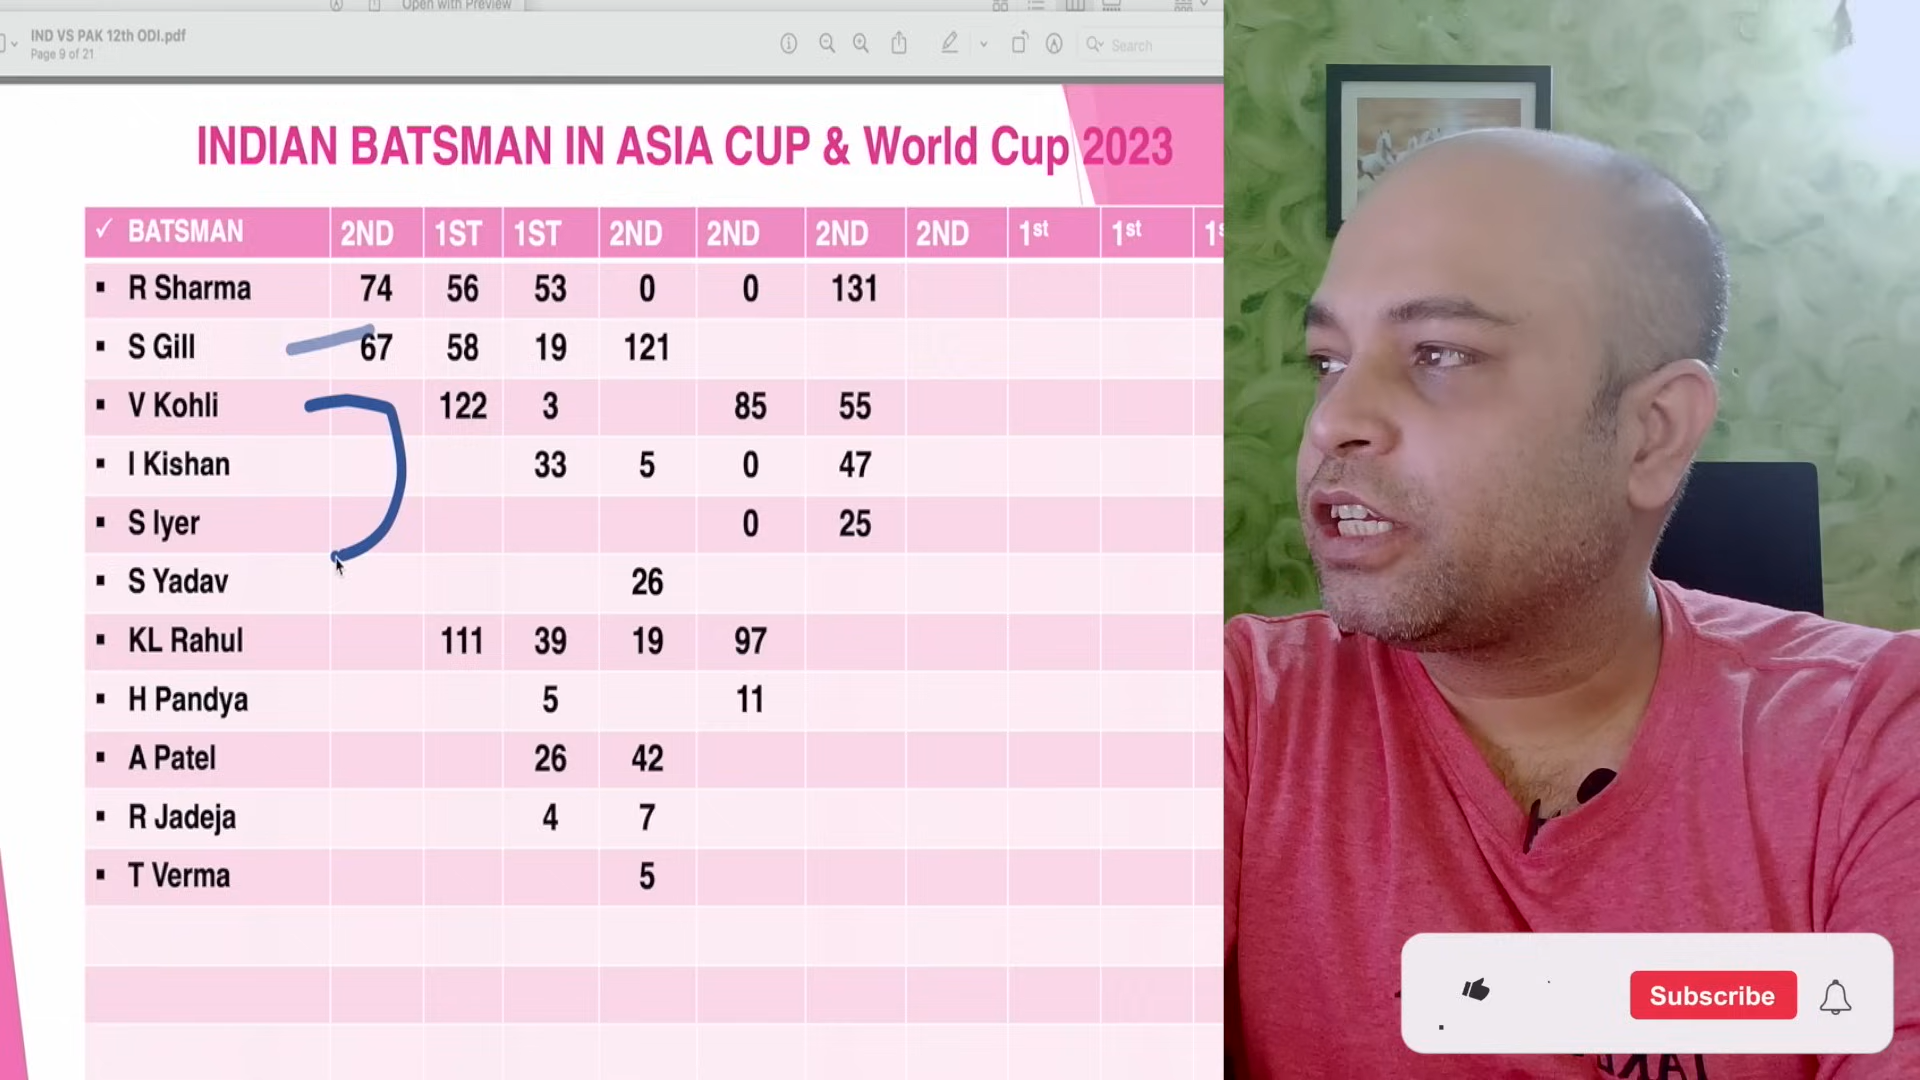 Open with Preview
IND VS PAK 12th ODI.pdf
Page 9 of 21
Search
INDIAN BATSMAN IN ASIA CUP & World Cup 2023
✓ BATSMAN 2ND 1ST 1ST 2ND 2ND 2ND 2ND 1st 1st
▪ R Sharma 74 56 53 0 0 131
▪ S Gill 67 58 19 121
▪ V Kohli 122 3 85 55
▪ I Kishan 33 5 0 47
▪ S Iyer 0 25
▪ S Yadav 26
▪ KL Rahul 111 39 19 97
▪ H Pandya 5 11
▪ A Patel 26 42
▪ R Jadeja 4 7
▪ T Verma 5
Subscribe